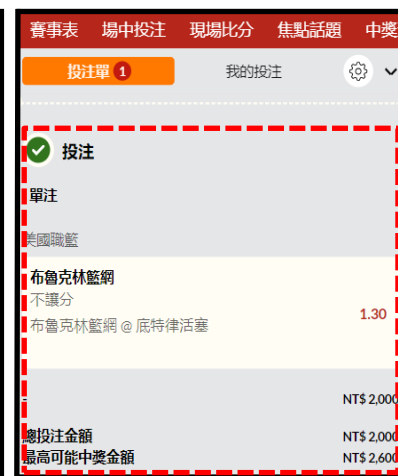 賽事表 場中投注 現場比分 焦點話題 中獎
投注單 1 我的投注
投注
單注
美國職籃
布魯克林籃網
不讓分
1.30
布魯克林籃網 @ 底特律活塞
NT$ 2,000
總投注金額 NT$ 2,000
最高可能中獎金額 NT$ 2,600